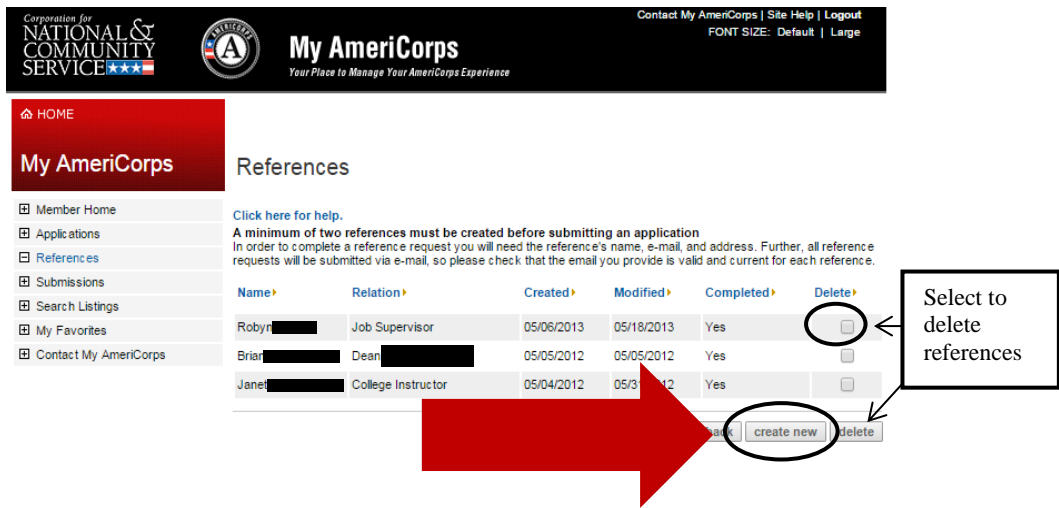 Corporation for
NATIONAL &
COMMUNITY
SERVICE
AMERICORPS
A
My AmeriCorps
Your Place to Manage Your AmeriCorps Experience
Contact My AmeriCorps | Site Help | Logout
FONT SIZE: Default | Large
HOME
My AmeriCorps
Member Home
Applications
References
Submissions
Search Listings
My Favorites
Contact My AmeriCorps
References
Click here for help.
A minimum of two references must be created before submitting an application
In order to complete a reference request you will need the reference's name, e-mail, and address. Further, all reference
requests will be submitted via e-mail, so please check that the email you provide is valid and current for each reference.
Name Relation Created Modified Completed Delete
Robyn Job Supervisor 05/06/2013 05/18/2013 Yes
Brian Dean 05/05/2012 05/05/2012 Yes
Janet College Instructor 05/04/2012 Yes
back create new delete
Select to
delete
references